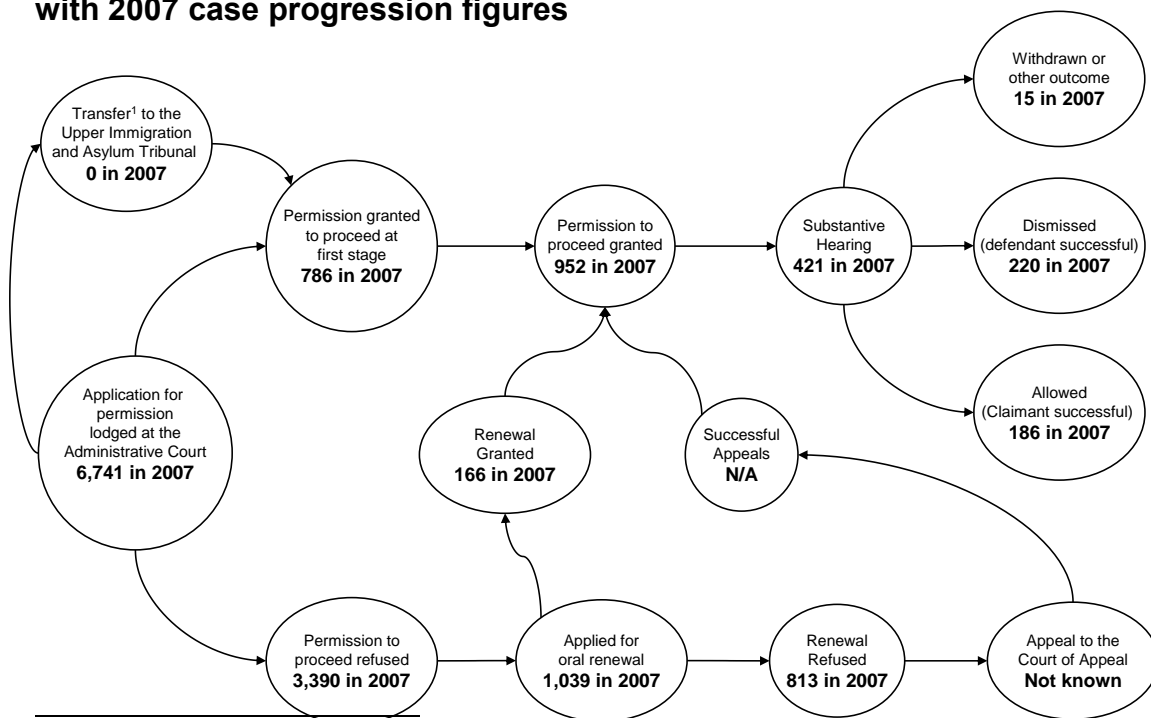 with 2007 case progression figures
Withdrawn or
other outcome
15 in 2007
Transfer¹ to the
Upper Immigration
and Asylum Tribunal
0 in 2007
Permission granted
to proceed at
first stage
786 in 2007
Permission to
proceed granted
952 in 2007
Substantive
Hearing
421 in 2007
Dismissed
(defendant successful)
220 in 2007
Application for
permission
lodged at the
Administrative Court
6,741 in 2007
Renewal
Granted
166 in 2007
Successful
Appeals
N/A
Allowed
(Claimant successful)
186 in 2007
Permission to
proceed refused
3,390 in 2007
Applied for
oral renewal
1,039 in 2007
Renewal
Refused
813 in 2007
Appeal to the
Court of Appeal
Not known